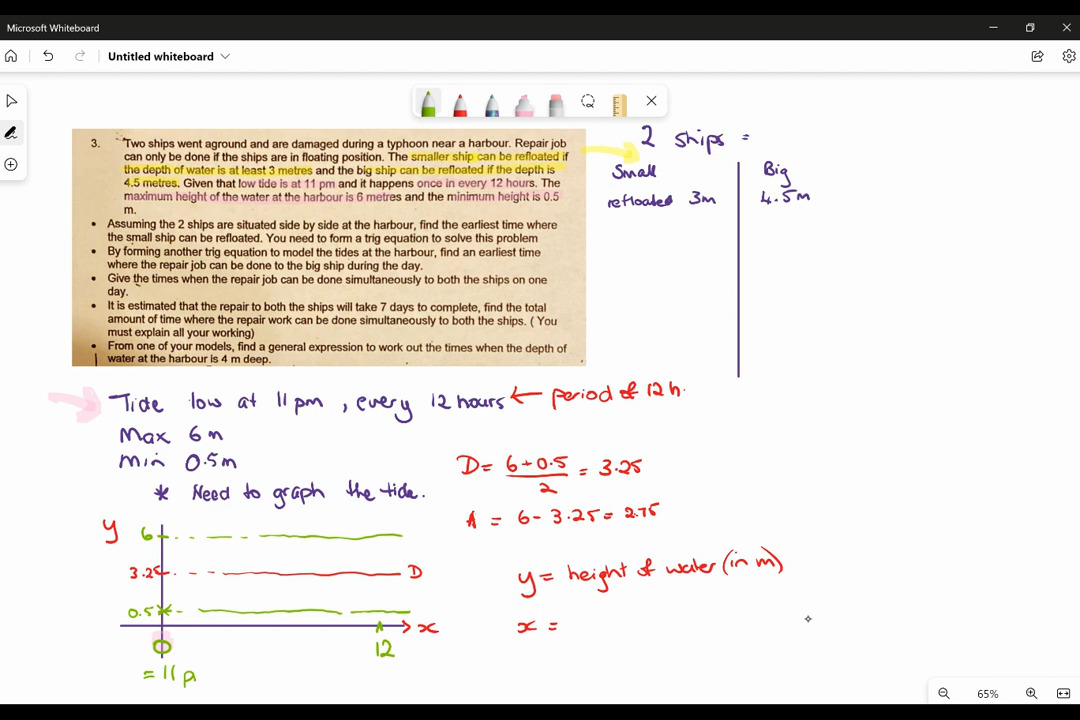 Microsoft Whiteboard
Untitled whiteboard
3. Two ships went aground and are damaged during a typhoon near a harbour. Repair job
can only be done if the ships are in floating position. The smaller ship can be refloated if
the depth of water is at least 3 metres and the big ship can be refloated if the depth is
4.5 metres. Given that low tide is at 11 pm and it happens once in every 12 hours. The
maximum height of the water at the harbour is 6 metres and the minimum height is 0.5
m.
• Assuming the 2 ships are situated side by side at the harbour, find the earliest time where
the small ship can be refloated. You need to form a trig equation to solve this problem
• By forming another trig equation to model the tides at the harbour, find an earliest time
where the repair job can be done to the big ship during the day.
• Give the times when the repair job can be done simultaneously to both the ships on one
day.
• It is estimated that the repair to both the ships will take 7 days to complete, find the total
amount of time where the repair work can be done simultaneously to both the ships. ( You
must explain all your working)
• From one of your models, find a general expression to work out the times when the depth of
water at the harbour is 4 m deep.
2 ships =
Small Big
refloated 3m 4.5m
Tide low at 11pm, every 12 hours ← period of 12h.
Max 6m
Min 0.5m
* Need to graph the tide.
D = 6+0.5 / 2 = 3.25
A = 6 - 3.25 = 2.75
y = height of water (in m)
x =
y
6
3.25 D
0.5
x
0 12
= 11p
65%